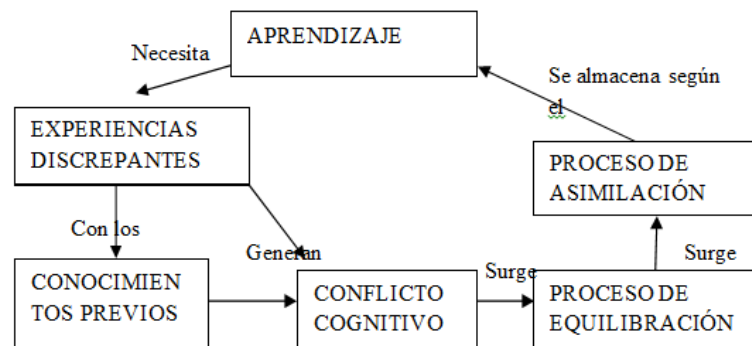 APRENDIZAJE
Necesita
Se almacena según
el
EXPERIENCIAS
DISCREPANTES
PROCESO DE
ASIMILACIÓN
Con los
Generan
Surge
Surge
CONOCIMIEN
TOS PREVIOS
CONFLICTO
COGNITIVO
PROCESO DE
EQUILIBRACIÓN